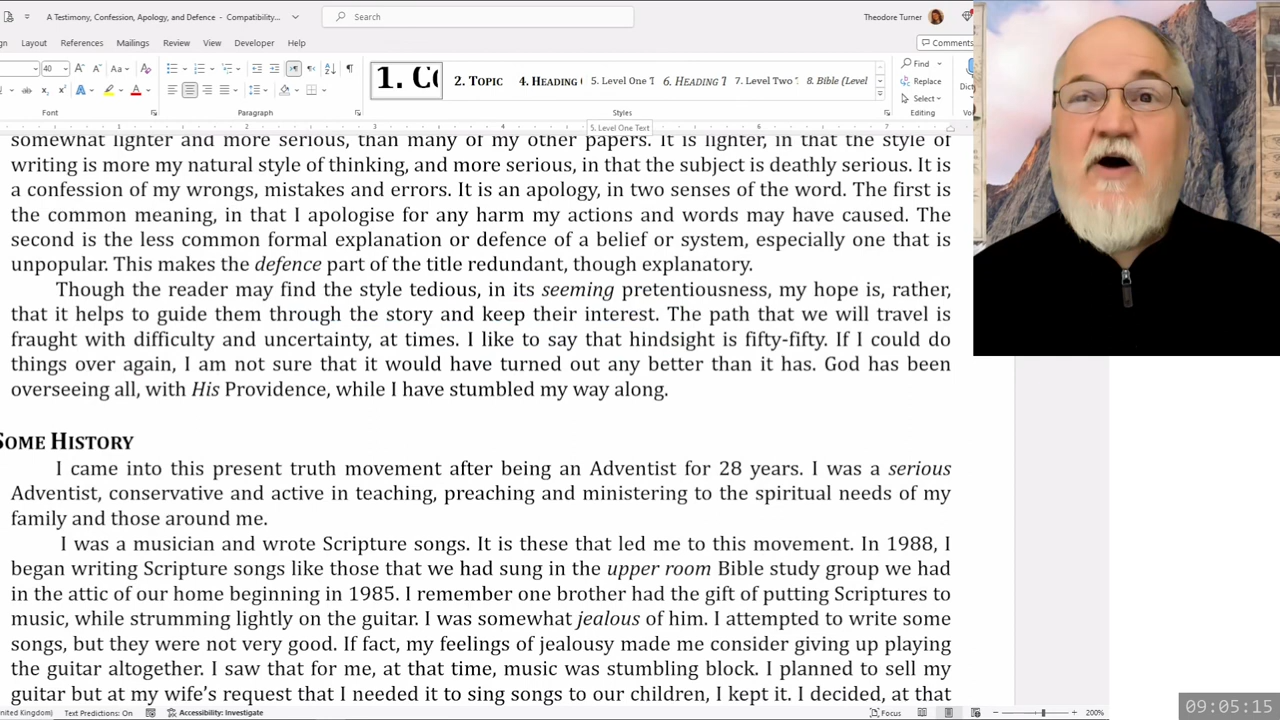 A Testimony, Confession, Apology, and Defence - Compatibility...
Search
Theodore Turner
Layout References Mailings Review View Developer Help
Comments
40
Aa
1. Co
2. TOPIC
4. HEADING
5. Level One T
6. HEADING
7. Level Two
8. Bible (Level
Find
Replace
Select
Font
Paragraph
Styles
5. Level One Text
somewhat lighter and more serious, than many of my other papers. It is lighter, in that the style of
writing is more my natural style of thinking, and more serious, in that the subject is deathly serious. It is
a confession of my wrongs, mistakes and errors. It is an apology, in two senses of the word. The first is
the common meaning, in that I apologise for any harm my actions and words may have caused. The
second is the less common formal explanation or defence of a belief or system, especially one that is
unpopular. This makes the defence part of the title redundant, though explanatory.
Though the reader may find the style tedious, in its seeming pretentiousness, my hope is, rather,
that it helps to guide them through the story and keep their interest. The path that we will travel is
fraught with difficulty and uncertainty, at times. I like to say that hindsight is fifty-fifty. If I could do
things over again, I am not sure that it would have turned out any better than it has. God has been
overseeing all, with His Providence, while I have stumbled my way along.
SOME HISTORY
I came into this present truth movement after being an Adventist for 28 years. I was a serious
Adventist, conservative and active in teaching, preaching and ministering to the spiritual needs of my
family and those around me.
I was a musician and wrote Scripture songs. It is these that led me to this movement. In 1988, I
began writing Scripture songs like those that we had sung in the upper room Bible study group we had
in the attic of our home beginning in 1985. I remember one brother had the gift of putting Scriptures to
music, while strumming lightly on the guitar. I was somewhat jealous of him. I attempted to write some
songs, but they were not very good. If fact, my feelings of jealousy made me consider giving up playing
the guitar altogether. I saw that for me, at that time, music was stumbling block. I planned to sell my
guitar but at my wife's request that I needed it to sing songs to our children, I kept it. I decided, at that
nited Kingdom) Text Predictions: On Accessibility: Investigate
Focus
200%
09:05:15